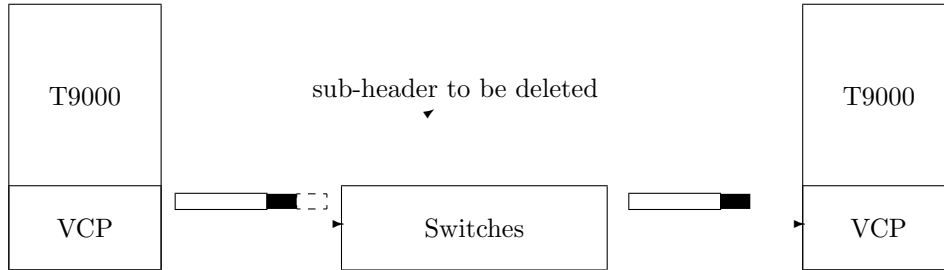 T9000
T9000
sub-header to be deleted
VCP
Switches
VCP